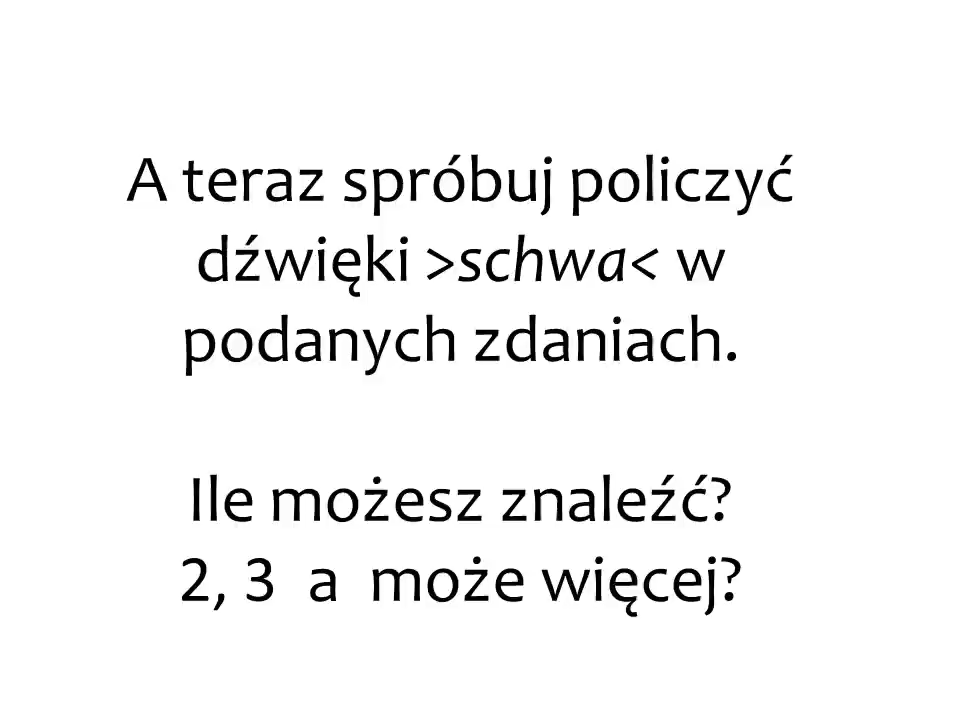 A teraz spróbuj policzyć
dźwięki >schwa< w
podanych zdaniach.
Ile możesz znaleźć?
2, 3 a może więcej?